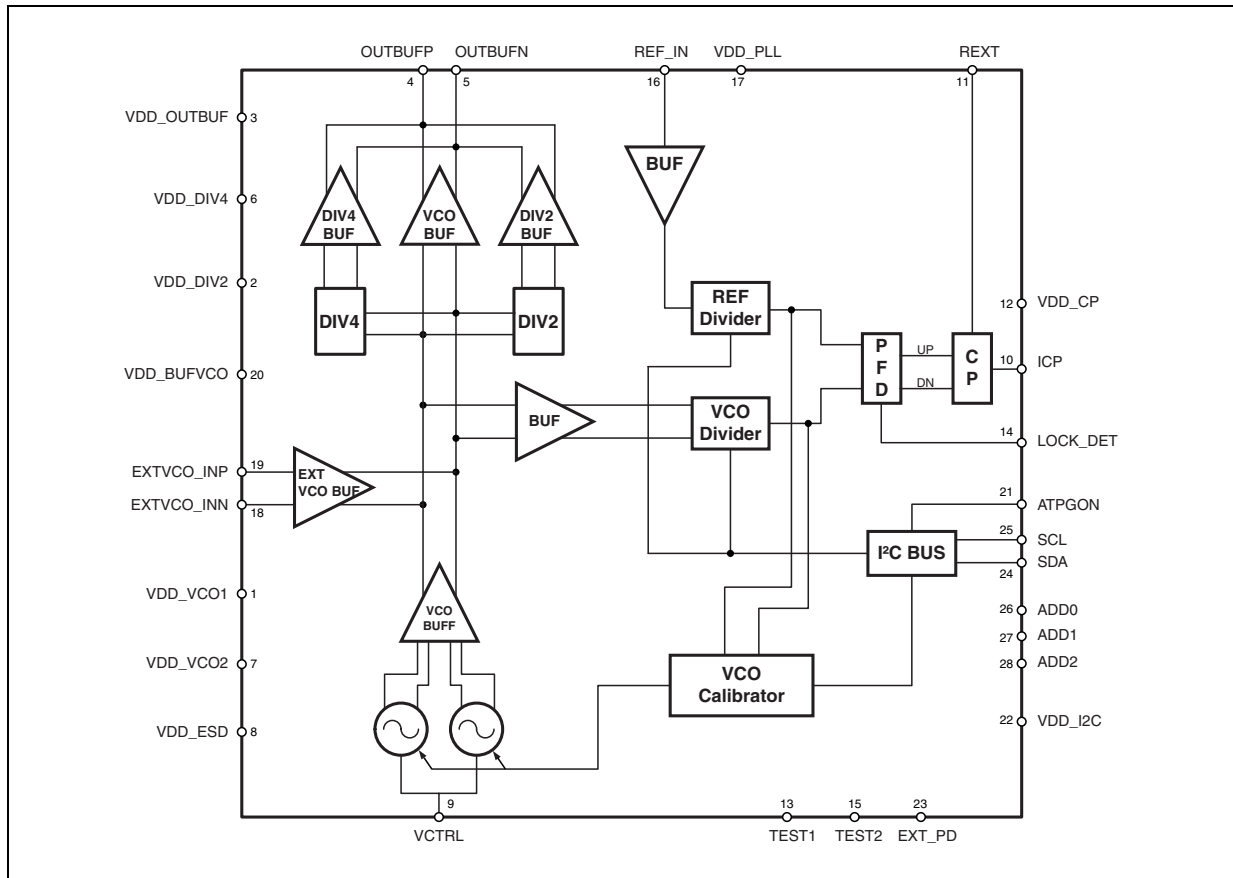 OUTBUFP OUTBUFN REF_IN VDD_PLL REXT
4 5 16 17 11
VDD_OUTBUF 3
VDD_DIV4 6
VDD_DIV2 2
VDD_BUFVCO 20
EXTVCO_INP 19
EXTVCO_INN 18
VDD_VCO1 1
VDD_VCO2 7
VDD_ESD 8
DIV4
BUF
VCO
BUF
DIV2
BUF
BUF
DIV4
DIV2
REF
Divider
BUF
VCO
Divider
P
F
D
UP
DN
C
P
EXT
VCO BUF
I²C BUS
VCO
BUFF
VCO
Calibrator
12 VDD_CP
10 ICP
14 LOCK_DET
21 ATPGON
25 SCL
24 SDA
26 ADD0
27 ADD1
28 ADD2
22 VDD_I2C
9 13 15 23
VCTRL TEST1 TEST2 EXT_PD